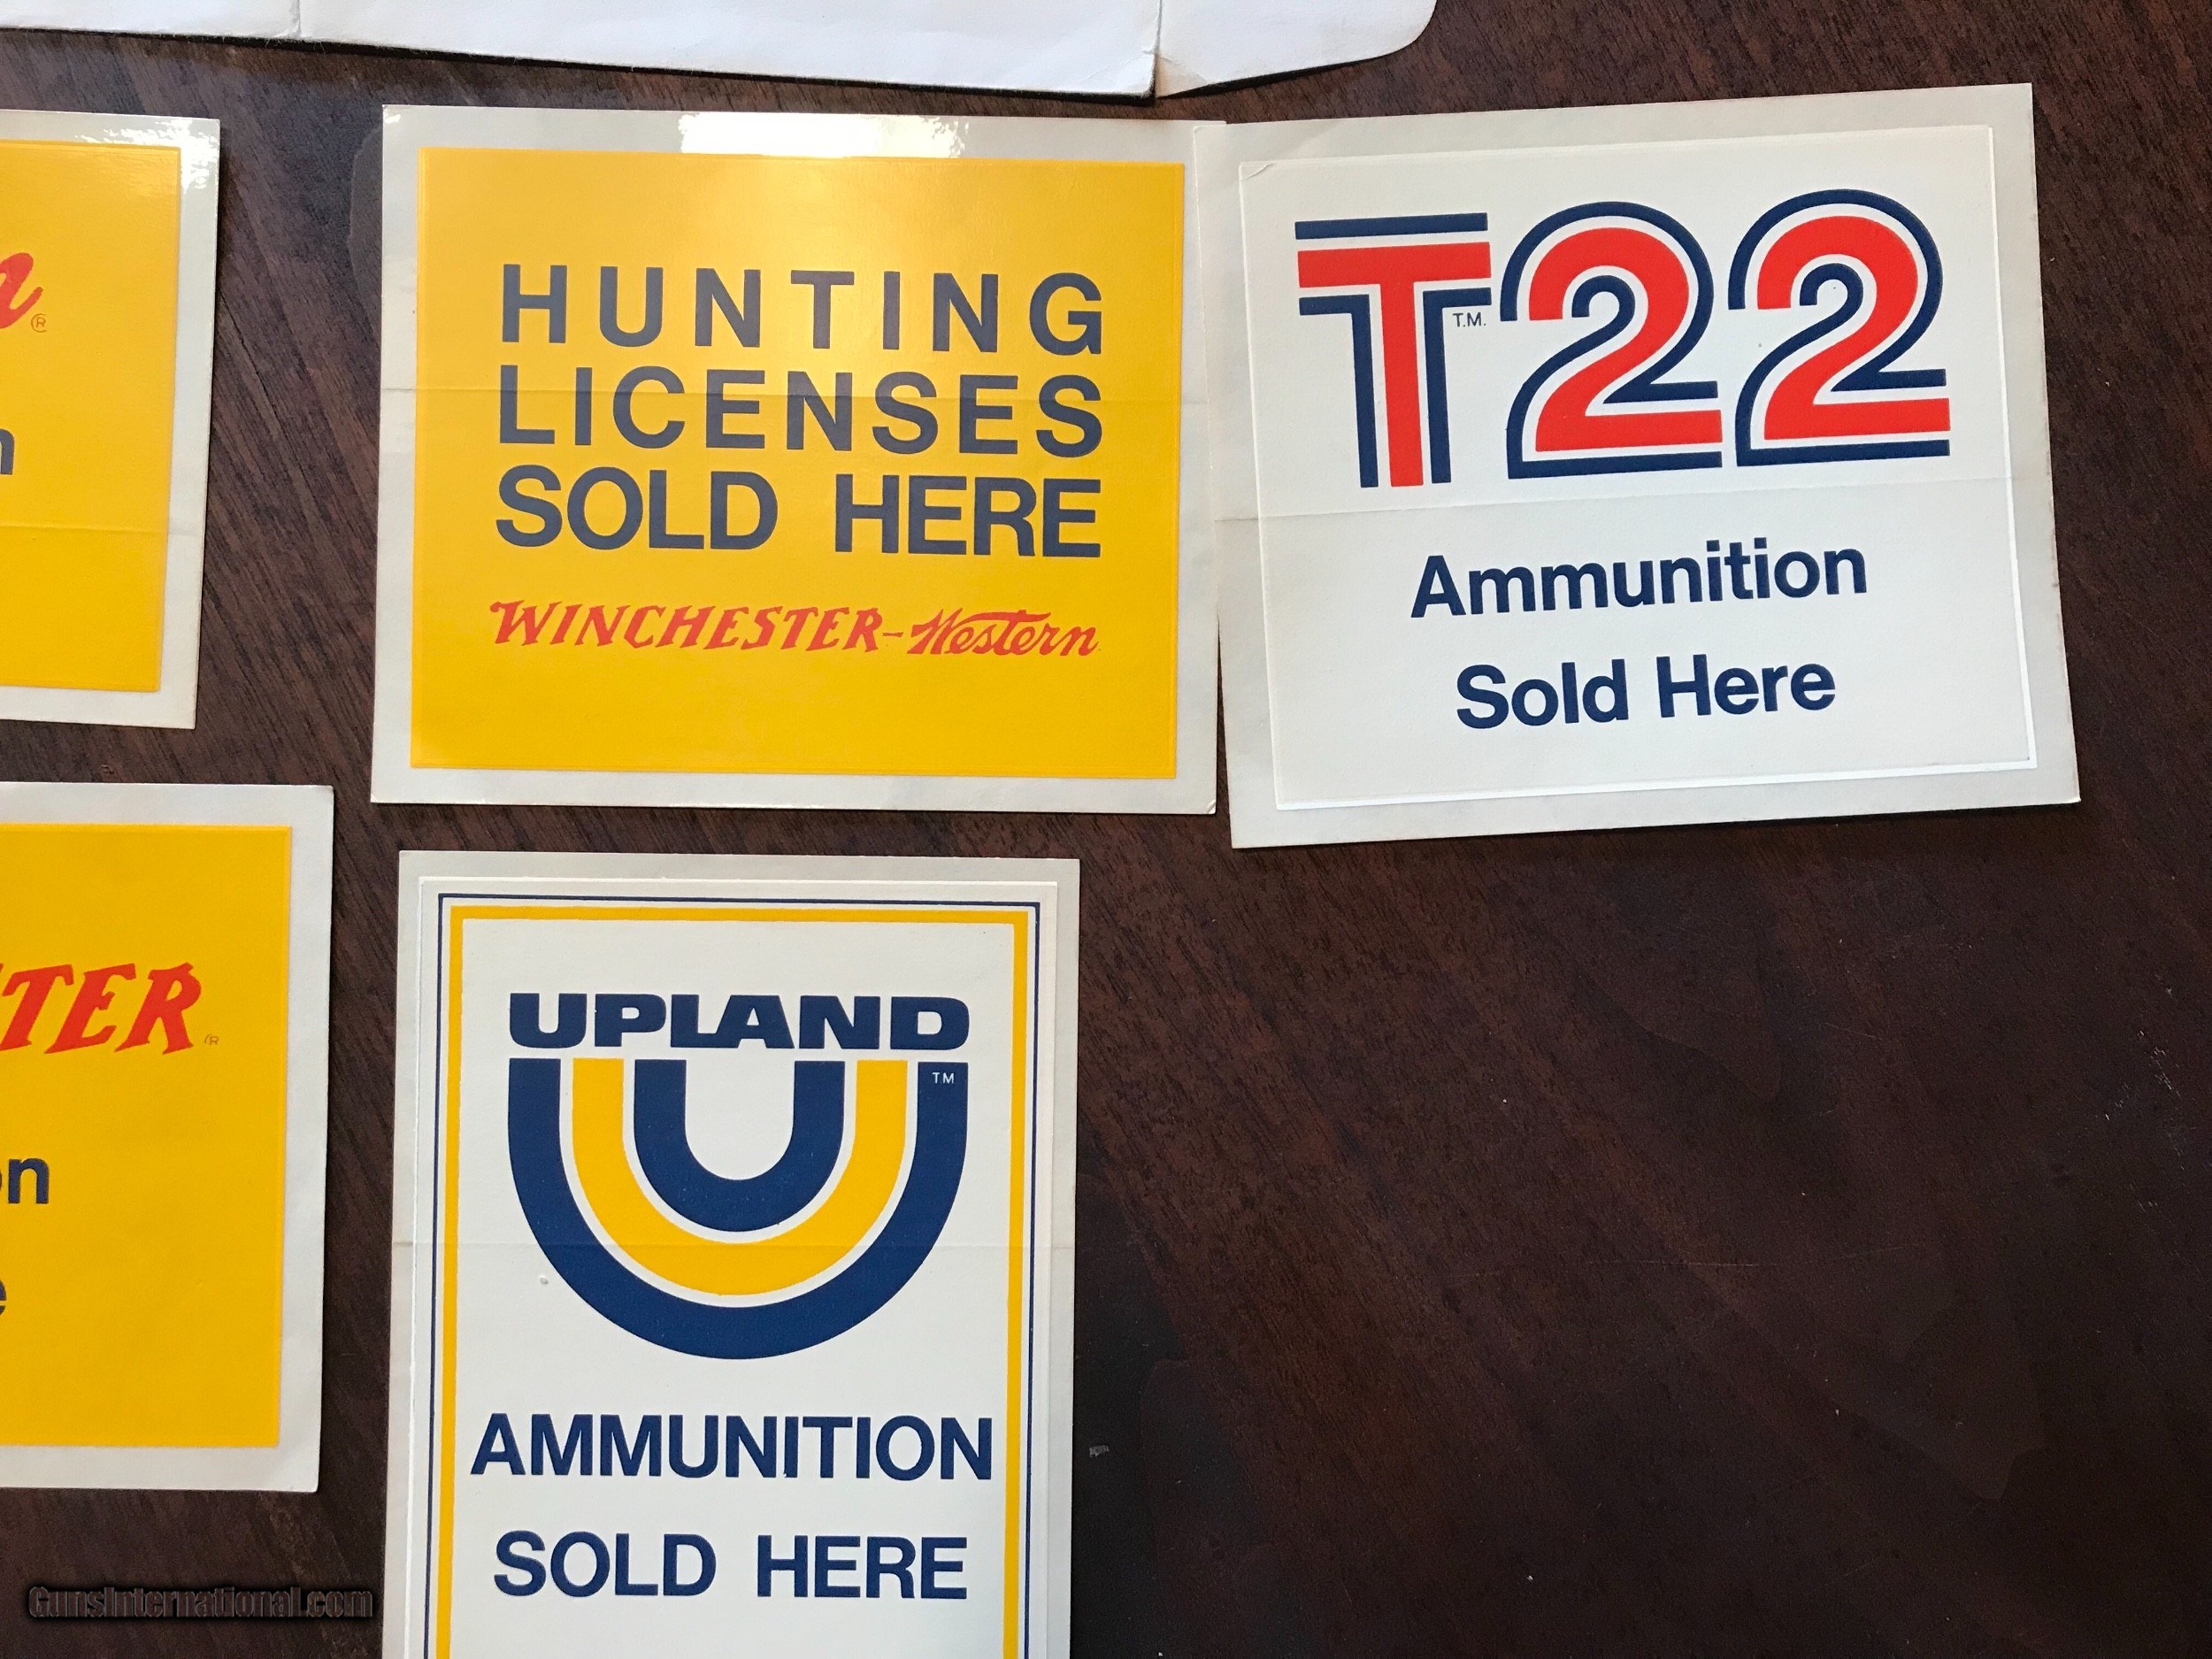 HUNTING
LICENSES
SOLD HERE
WINCHESTER-Western
T22
T.M.
Ammunition
Sold Here
UPLAND
TM
AMMUNITION
SOLD HERE
GunsInternational.com